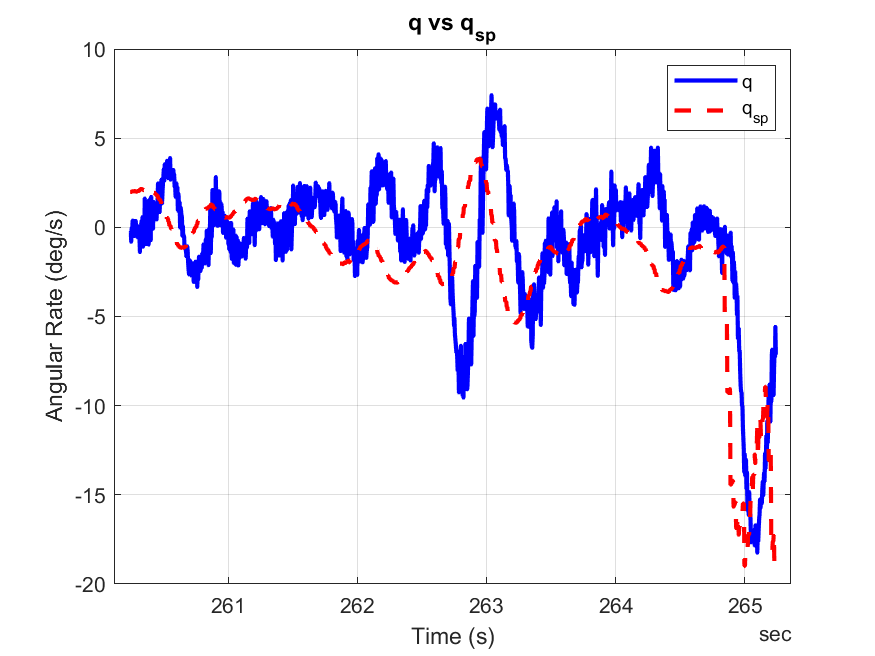 q vs q_sp
10
5
0
-5
-10
-15
-20
Angular Rate (deg/s)
q
q_sp
261
262
263
264
265
sec
Time (s)